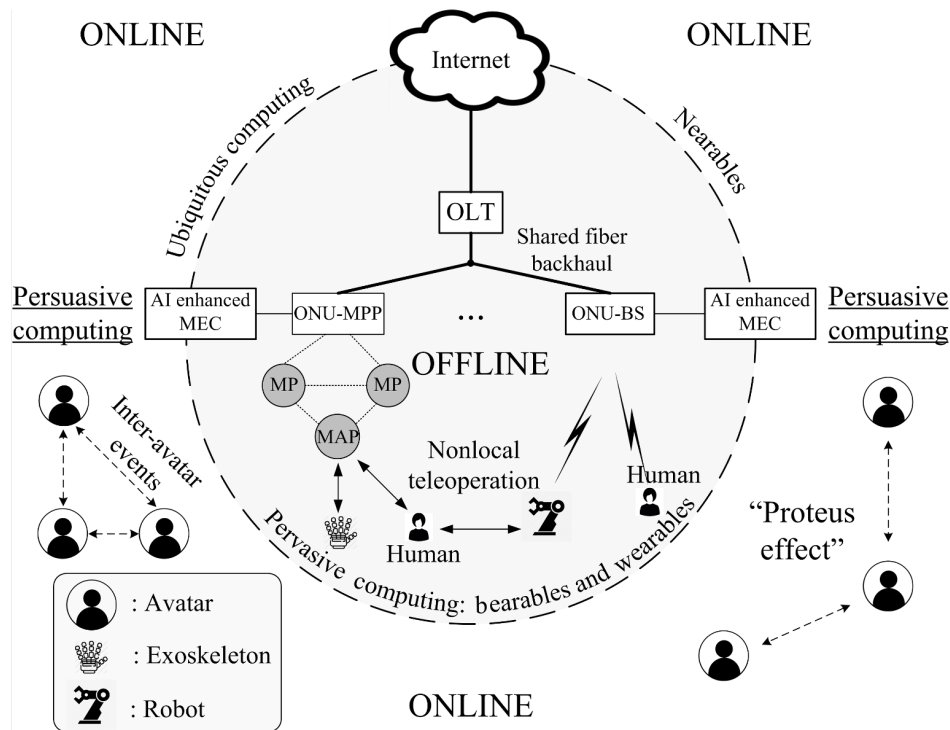 ONLINE
ONLINE
Internet
Ubiquitous computing
Nearables
OLT
Shared fiber
backhaul
Persuasive
computing
AI enhanced
MEC
ONU-MPP
...
ONU-BS
AI enhanced
MEC
Persuasive
computing
OFFLINE
MP
MP
MAP
Inter-avatar
events
Nonlocal
teleoperation
Human
Human
“Proteus
effect”
Pervasive computing: bearables and wearables
: Avatar
: Exoskeleton
: Robot
ONLINE